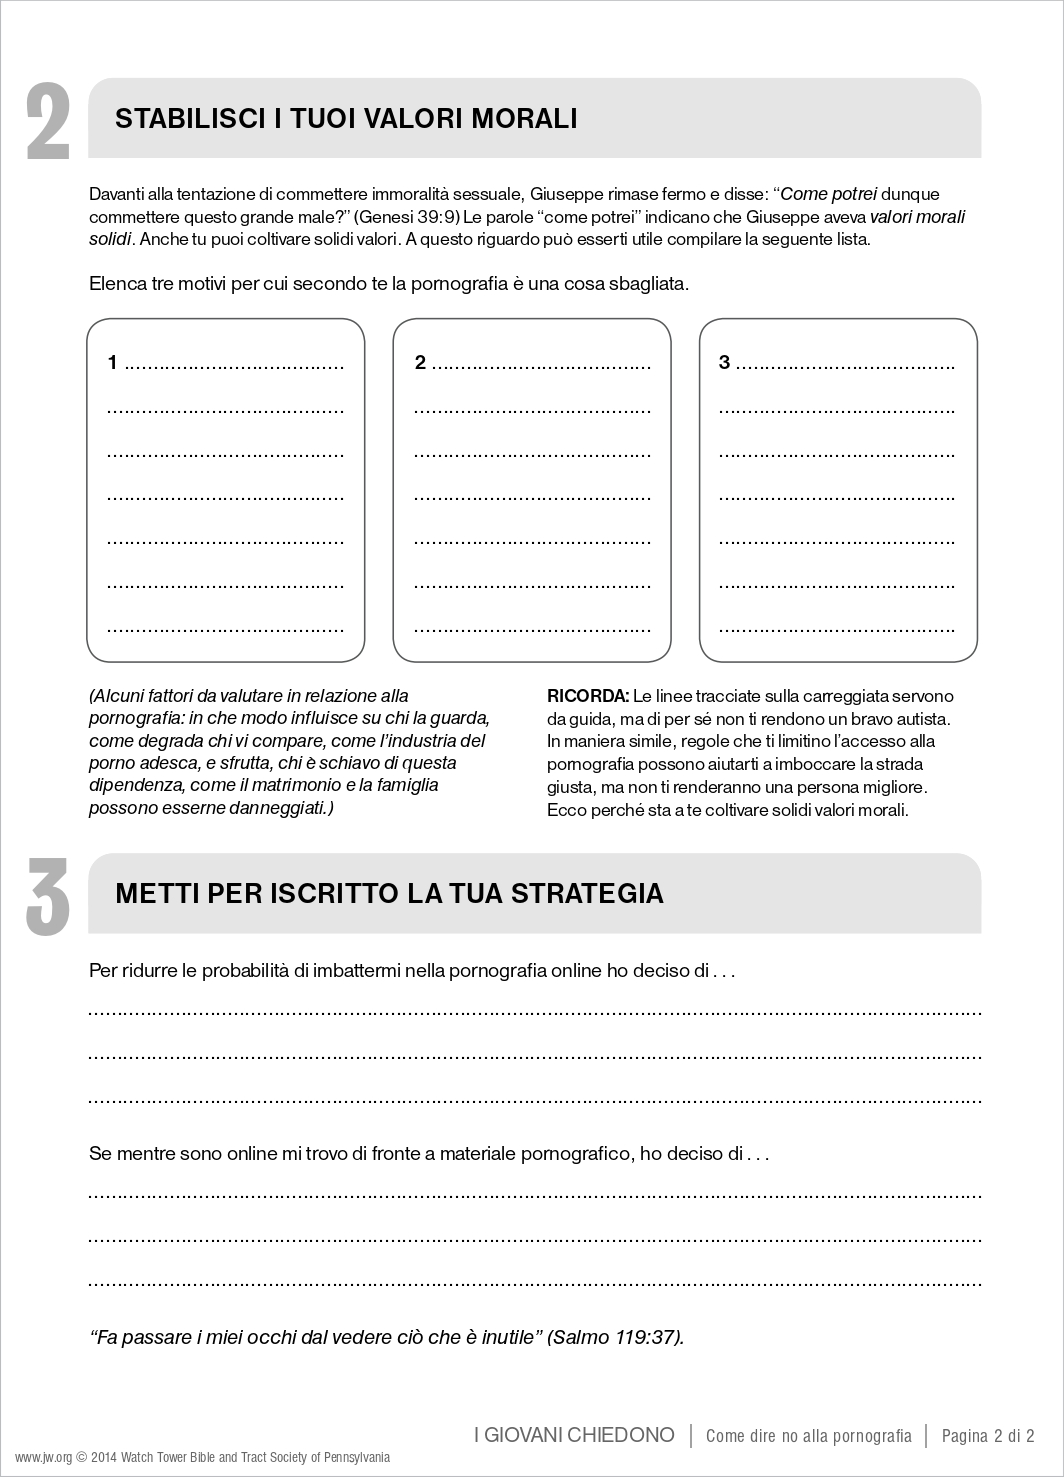 2
STABILISCI I TUOI VALORI MORALI
Davanti alla tentazione di commettere immoralità sessuale, Giuseppe rimase fermo e disse: “Come potrei dunque
commettere questo grande male?” (Genesi 39:9) Le parole “come potrei” indicano che Giuseppe aveva valori morali
solidi. Anche tu puoi coltivare solidi valori. A questo riguardo può esserti utile compilare la seguente lista.
Elenca tre motivi per cui secondo te la pornografia è una cosa sbagliata.
1
2
3
(Alcuni fattori da valutare in relazione alla
pornografia: in che modo influisce su chi la guarda,
come degrada chi vi compare, come l’industria del
porno adesca, e sfrutta, chi è schiavo di questa
dipendenza, come il matrimonio e la famiglia
possono esserne danneggiati.)
RICORDA: Le linee tracciate sulla carreggiata servono
da guida, ma di per sé non ti rendono un bravo autista.
In maniera simile, regole che ti limitino l’accesso alla
pornografia possono aiutarti a imboccare la strada
giusta, ma non ti renderanno una persona migliore.
Ecco perché sta a te coltivare solidi valori morali.
3
METTI PER ISCRITTO LA TUA STRATEGIA
Per ridurre le probabilità di imbattermi nella pornografia online ho deciso di . . .
Se mentre sono online mi trovo di fronte a materiale pornografico, ho deciso di . . .
“Fa passare i miei occhi dal vedere ciò che è inutile” (Salmo 119:37).
I GIOVANI CHIEDONO | Come dire no alla pornografia | Pagina 2 di 2
www.jw.org © 2014 Watch Tower Bible and Tract Society of Pennsylvania